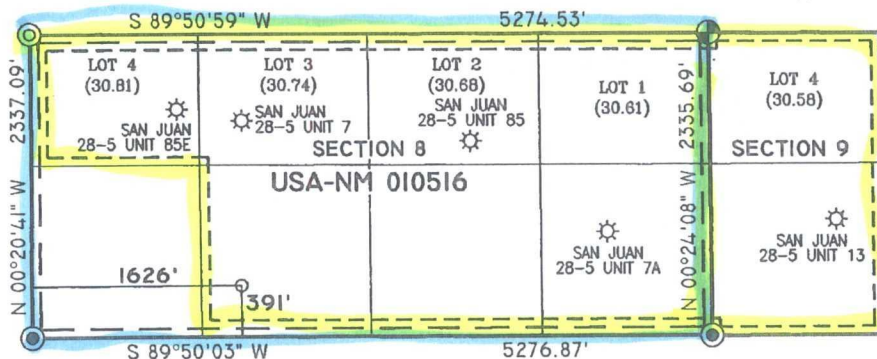 S 89°50'59" W 5274.53'
2337.09'
N 00°20'41" W
LOT 4
(30.81)
SAN JUAN
28-5 UNIT 85E
LOT 3
(30.74)
SAN JUAN
28-5 UNIT 7
LOT 2
(30.68)
SAN JUAN
28-5 UNIT 85
LOT 1
(30.61)
2335.69'
N 00°24'08" W
LOT 4
(30.58)
SECTION 8
SECTION 9
USA-NM 010516
SAN JUAN
28-5 UNIT 7A
SAN JUAN
28-5 UNIT 13
1626'
391'
S 89°50'03" W 5276.87'